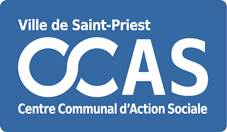 Ville de Saint-Priest
CCAS
Centre Communal d'Action Sociale